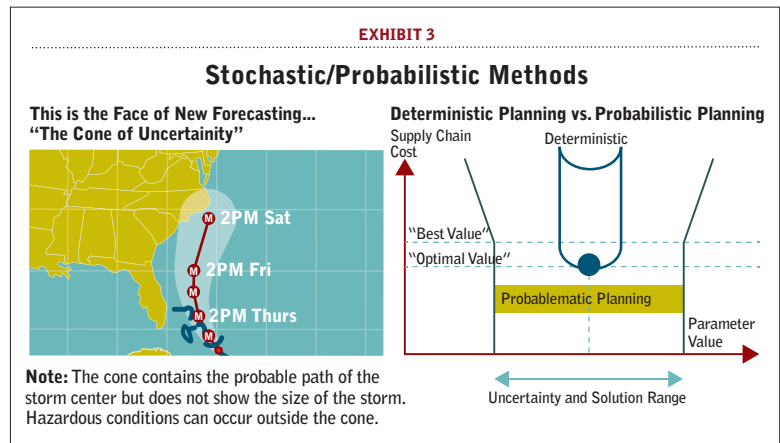 EXHIBIT 3
Stochastic/Probabilistic Methods
This is the Face of New Forecasting...
“The Cone of Uncertainity”
M 2PM Sat
2PM Fri
M
M
M 2PM Thurs
M
Note: The cone contains the probable path of the
storm center but does not show the size of the storm.
Hazardous conditions can occur outside the cone.
Deterministic Planning vs. Probabilistic Planning
Supply Chain
Cost
Deterministic
"Best Value"
"Optimal Value"
Probablematic Planning
Parameter
Value
Uncertainty and Solution Range